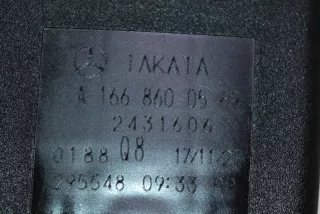 TAKATA
A 166 860 05
2431606
0188 Q8 17/11/
295548 09:33